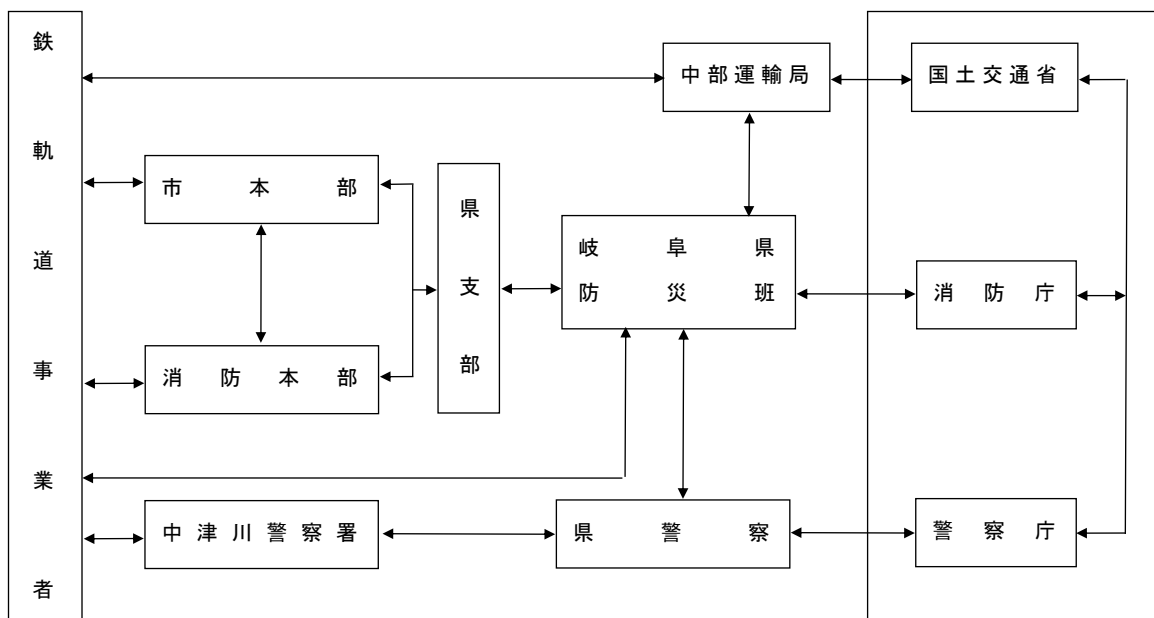 鉄軌道事業者
中部運輸局
国土交通省
市本部
県支部
岐阜県
防災班
消防庁
消防本部
中津川警察署
県警察
警察庁